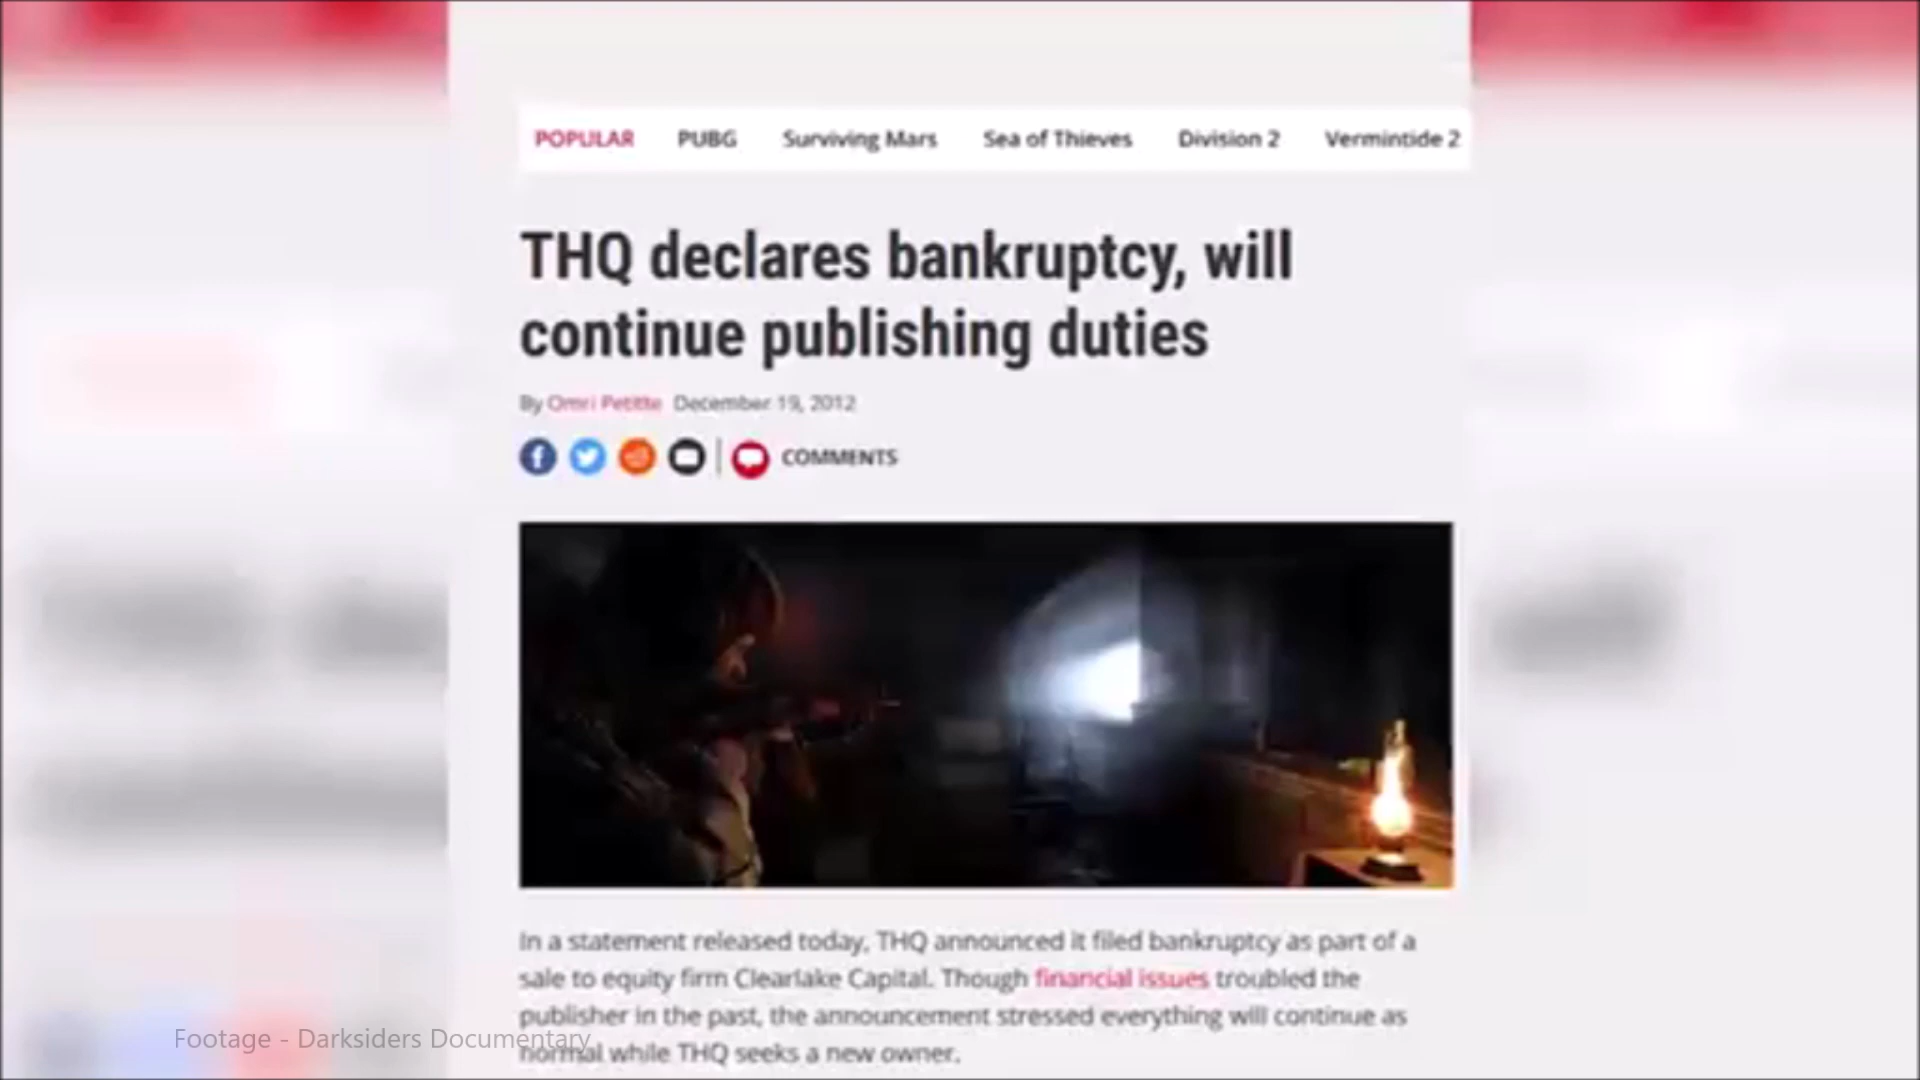 POPULAR PUBG Surviving Mars Sea of Thieves Division 2 Vermintide 2
THQ declares bankruptcy, will
continue publishing duties
By Omri Petitte December 19, 2012
COMMENTS
In a statement released today, THQ announced it filed bankruptcy as part of a
sale to equity firm Clearlake Capital. Though financial issues troubled the
publisher in the past, the announcement stressed everything will continue as
normal while THQ seeks a new owner.
Footage - Darksiders Documentary